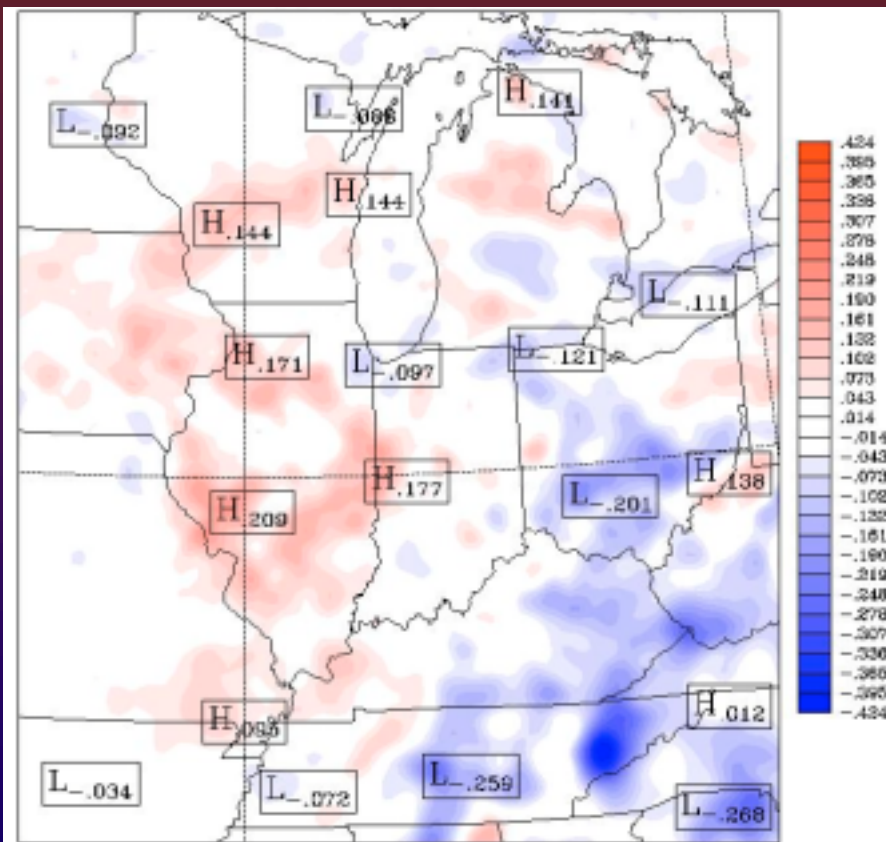 H .141
L -.092
L -.086
H .144
H .144
L -.111
H .171
L -.097
L -.121
H .177
H .138
L -.201
H .209
H .012
H .095
L -.034
L -.072
L -.259
L -.268
.424
.395
.365
.336
.307
.278
.248
.219
.190
.161
.132
.102
.073
.043
.014
-.014
-.043
-.073
-.102
-.132
-.161
-.190
-.219
-.248
-.278
-.307
-.336
-.365
-.395
-.424